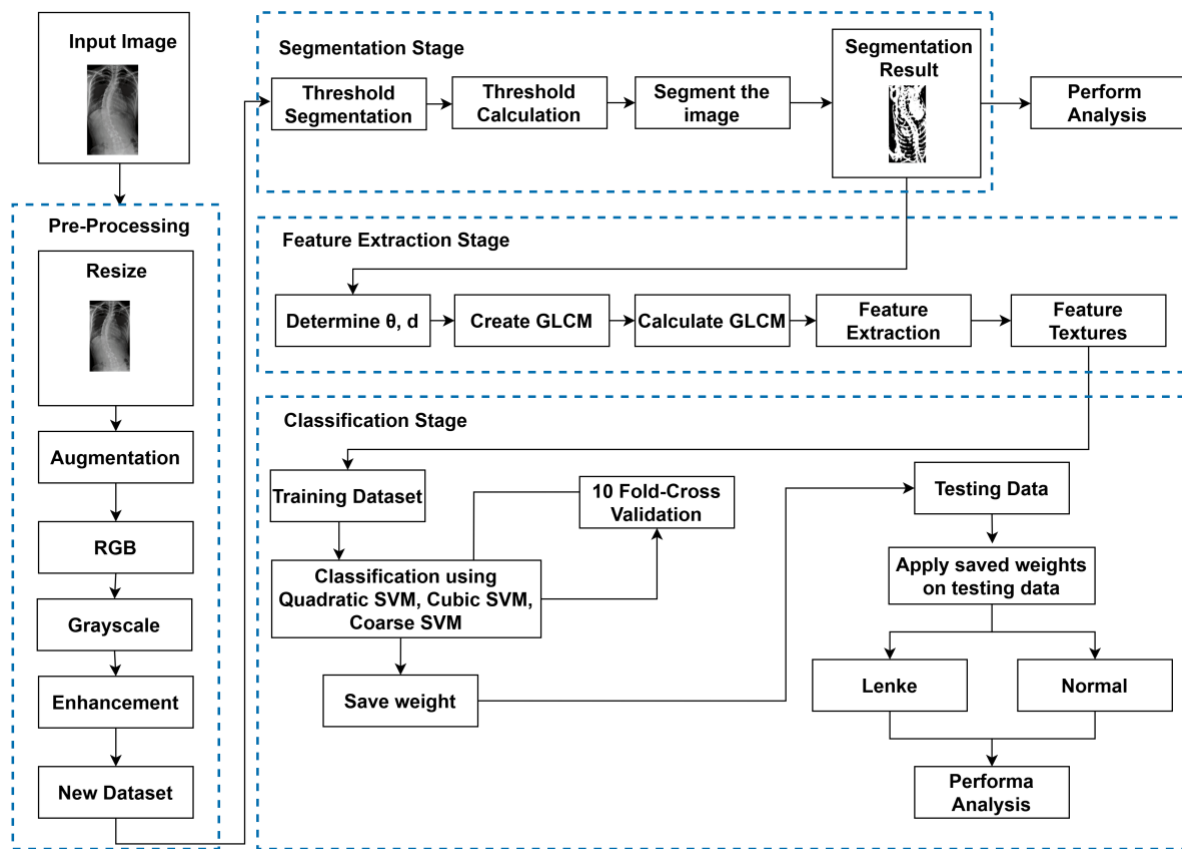 Input Image
Pre-Processing
Resize
Augmentation
RGB
Grayscale
Enhancement
New Dataset
Segmentation Stage
Threshold
Segmentation
Threshold
Calculation
Segment the
image
Segmentation
Result
Perform
Analysis
Feature Extraction Stage
Determine θ, d
Create GLCM
Calculate GLCM
Feature
Extraction
Feature
Textures
Classification Stage
Training Dataset
10 Fold-Cross
Validation
Classification using
Quadratic SVM, Cubic SVM,
Coarse SVM
Save weight
Testing Data
Apply saved weights
on testing data
Lenke
Normal
Performa
Analysis